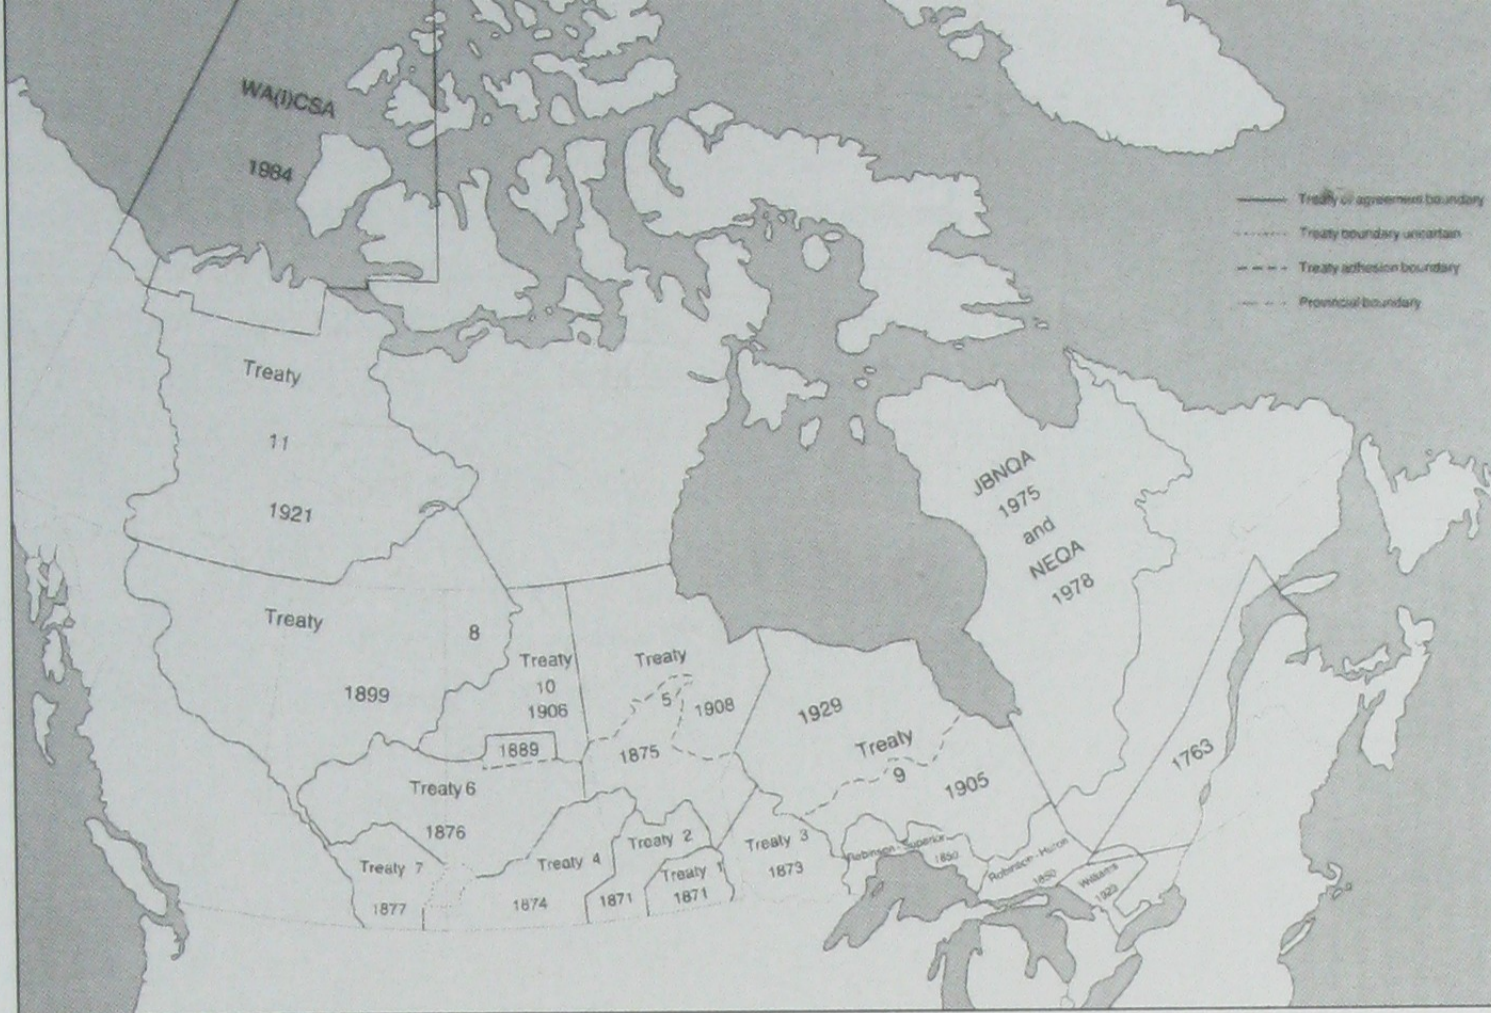 WA(I)CSA
1984
Treaty or agreement boundary
Treaty boundary uncertain
Treaty adhesion boundary
Provincial boundary
Treaty
11
1921
JBNQA
1975
and
NEQA
1978
Treaty
8
1899
Treaty
10
1906
1889
Treaty
5
1908
1875
1929
Treaty
9
1905
1763
Treaty 6
1876
Treaty 7
1877
Treaty 4
1874
Treaty 2
1871
Treaty 1
1871
Treaty 3
1873
Robinson-Superior
1850
Robinson-Huron
1850
Williams
1923